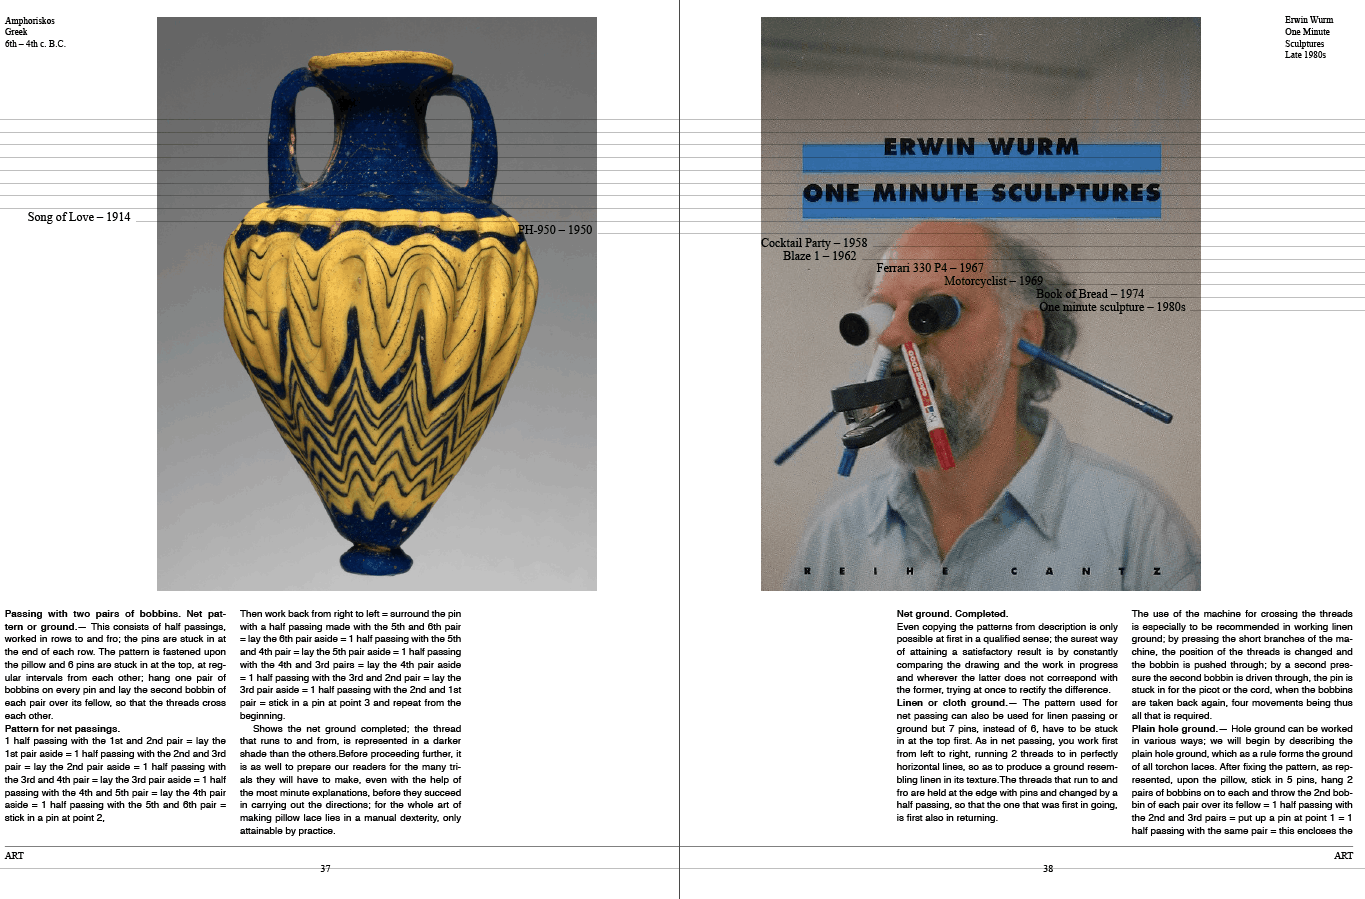 Amphoriskos
Greek
6th – 4th c. B.C.
Song of Love – 1914
PH-950 – 1950
Passing with two pairs of bobbins. Net pat-
tern or ground.— This consists of half passings,
worked in rows to and fro; the pins are stuck in at
the end of each row. The pattern is fastened upon
the pillow and 6 pins are stuck in at the top, at reg-
ular intervals from each other; hang one pair of
bobbins on every pin and lay the second bobbin of
each pair over its fellow, so that the threads cross
each other.
Pattern for net passings.
1 half passing with the 1st and 2nd pair = lay the
1st pair aside = 1 half passing with the 2nd and 3rd
pair = lay the 2nd pair aside = 1 half passing with
the 3rd and 4th pair = lay the 3rd pair aside = 1 half
passing with the 4th and 5th pair = lay the 4th pair
aside = 1 half passing with the 5th and 6th pair =
stick in a pin at point 2,
Then work back from right to left = surround the pin
with a half passing made with the 5th and 6th pair
= lay the 6th pair aside = 1 half passing with the 5th
and 4th pair = lay the 5th pair aside = 1 half passing
with the 4th and 3rd pairs = lay the 4th pair aside
= 1 half passing with the 3rd and 2nd pair = lay the
3rd pair aside = 1 half passing with the 2nd and 1st
pair = stick in a pin at point 3 and repeat from the
beginning.
Shows the net ground completed; the thread
that runs to and from, is represented in a darker
shade than the others.Before proceeding further, it
is as well to prepare our readers for the many tri-
als they will have to make, even with the help of
the most minute explanations, before they succeed
in carrying out the directions; for the whole art of
making pillow lace lies in a manual dexterity, only
attainable by practice.
ART
37
Erwin Wurm
One Minute
Sculptures
Late 1980s
ERWIN WURM
ONE MINUTE SCULPTURES
Cocktail Party – 1958
Blaze 1 – 1962
Ferrari 330 P4 – 1967
Motorcyclist – 1969
Book of Bread – 1974
One minute sculpture – 1980s
REIHE CANTZ
Net ground. Completed.
Even copying the patterns from description is only
possible at first in a qualified sense; the surest way
of attaining a satisfactory result is by constantly
comparing the drawing and the work in progress
and wherever the latter does not correspond with
the former, trying at once to rectify the difference.
Linen or cloth ground.— The pattern used for
net passing can also be used for linen passing or
ground but 7 pins, instead of 6, have to be stuck
in at the top first. As in net passing, you work first
from left to right, running 2 threads to in perfectly
horizontal lines, so as to produce a ground resem-
bling linen in its texture.The threads that run to and
fro are held at the edge with pins and changed by a
half passing, so that the one that was first in going,
is first also in returning.
The use of the machine for crossing the threads
is especially to be recommended in working linen
ground; by pressing the short branches of the ma-
chine, the position of the threads is changed and
the bobbin is pushed through; by a second pres-
sure the second bobbin is driven through, the pin is
stuck in for the picot or the cord, when the bobbins
are taken back again, four movements being thus
all that is required.
Plain hole ground.— Hole ground can be worked
in various ways; we will begin by describing the
plain hole ground, which as a rule forms the ground
of all torchon laces. After fixing the pattern, as rep-
resented, upon the pillow, stick in 5 pins, hang 2
pairs of bobbins on to each and throw the 2nd bob-
bin of each pair over its fellow = 1 half passing with
the 2nd and 3rd pairs = put up a pin at point 1 = 1
half passing with the same pair = this encloses the
ART
38